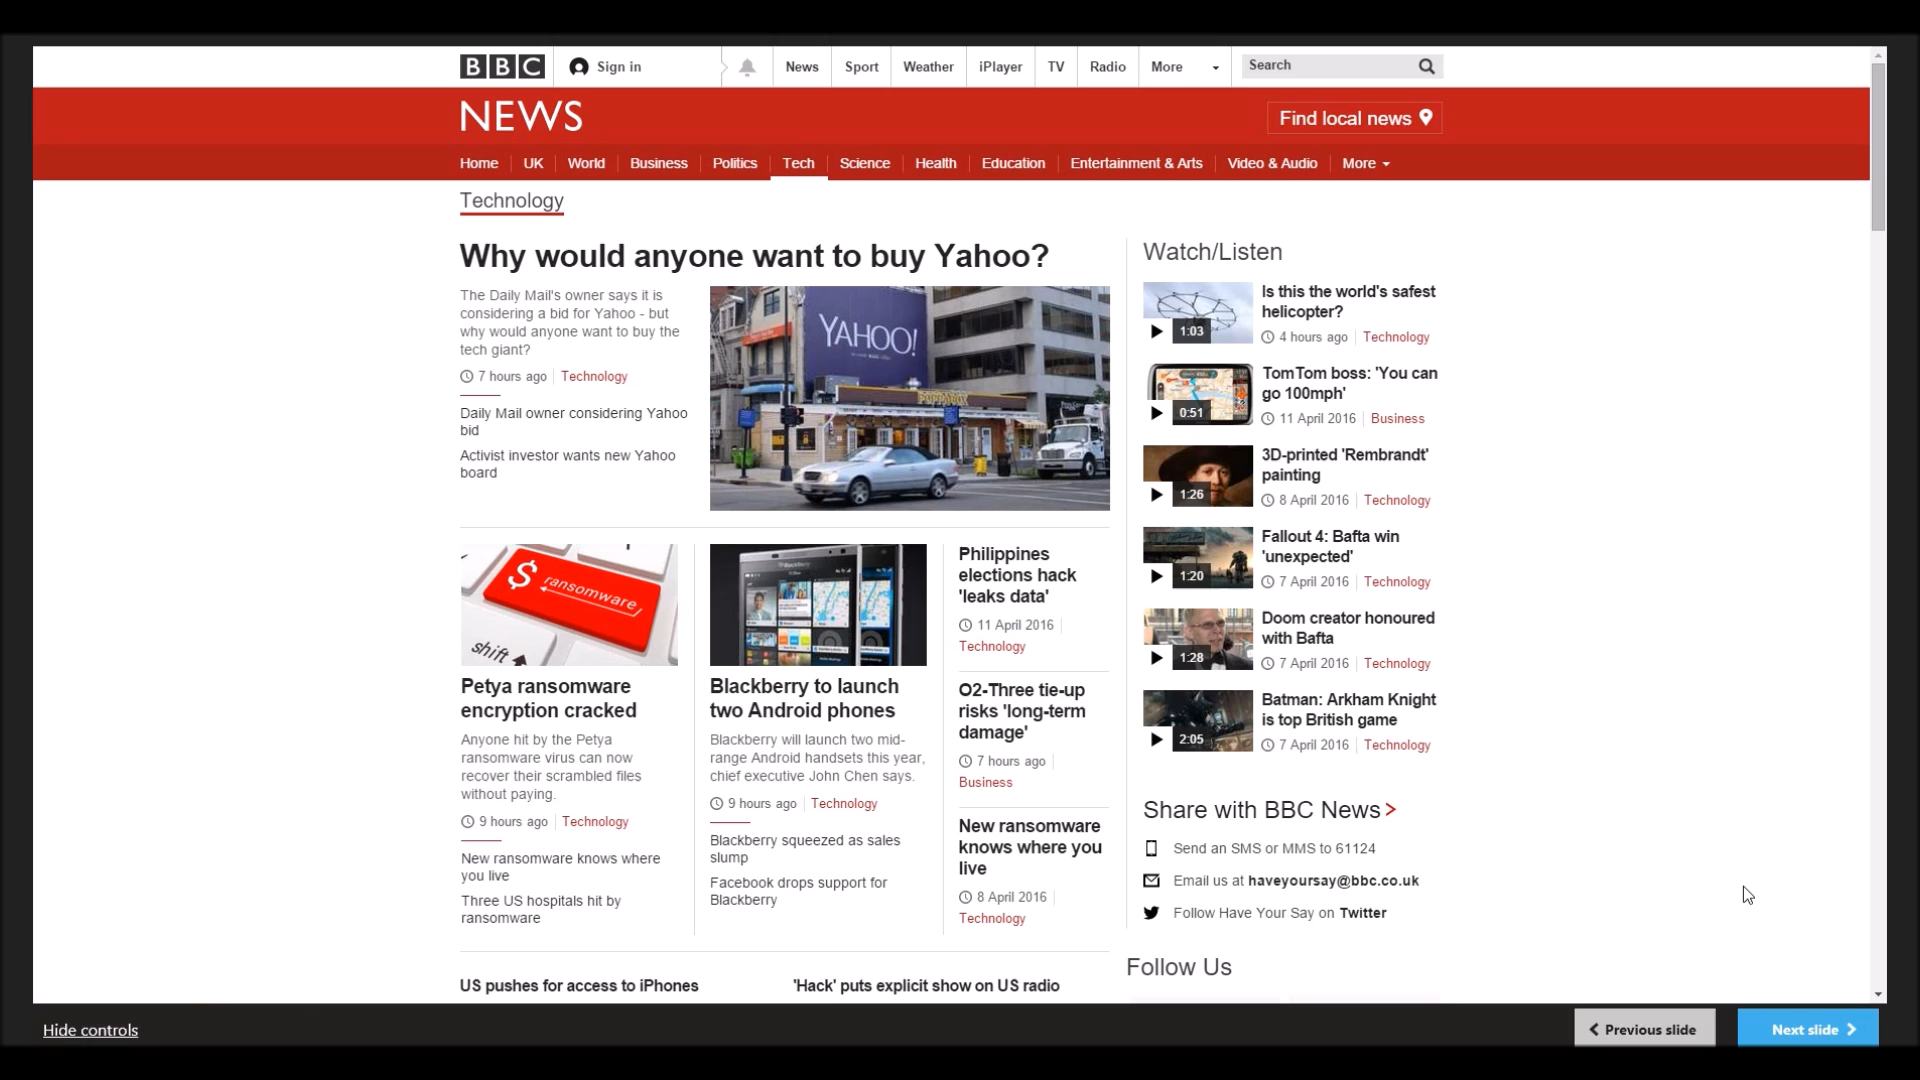 BBC
Sign in
News
Sport
Weather
iPlayer
TV
Radio
More
Search
NEWS
Find local news
Home
UK
World
Business
Politics
Tech
Science
Health
Education
Entertainment & Arts
Video & Audio
More
Technology
Why would anyone want to buy Yahoo?
The Daily Mail's owner says it is
considering a bid for Yahoo - but
why would anyone want to buy the
tech giant?
7 hours ago
Technology
Daily Mail owner considering Yahoo
bid
Activist investor wants new Yahoo
board
YAHOO!
$ ransomware
shift
Petya ransomware
encryption cracked
Anyone hit by the Petya
ransomware virus can now
recover their scrambled files
without paying.
9 hours ago
Technology
New ransomware knows where
you live
Three US hospitals hit by
ransomware
Blackberry to launch
two Android phones
Blackberry will launch two mid-
range Android handsets this year,
chief executive John Chen says.
9 hours ago
Technology
Blackberry squeezed as sales
slump
Facebook drops support for
Blackberry
Philippines
elections hack
'leaks data'
11 April 2016
Technology
O2-Three tie-up
risks 'long-term
damage'
7 hours ago
Business
New ransomware
knows where you
live
8 April 2016
Technology
US pushes for access to iPhones
'Hack' puts explicit show on US radio
Watch/Listen
1:03
Is this the world's safest
helicopter?
4 hours ago
Technology
0:51
TomTom boss: 'You can
go 100mph'
11 April 2016
Business
1:26
3D-printed 'Rembrandt'
painting
8 April 2016
Technology
1:20
Fallout 4: Bafta win
'unexpected'
7 April 2016
Technology
1:28
Doom creator honoured
with Bafta
7 April 2016
Technology
2:05
Batman: Arkham Knight
is top British game
7 April 2016
Technology
Share with BBC News
Send an SMS or MMS to 61124
Email us at haveyoursay@bbc.co.uk
Follow Have Your Say on Twitter
Follow Us
Hide controls
Previous slide
Next slide